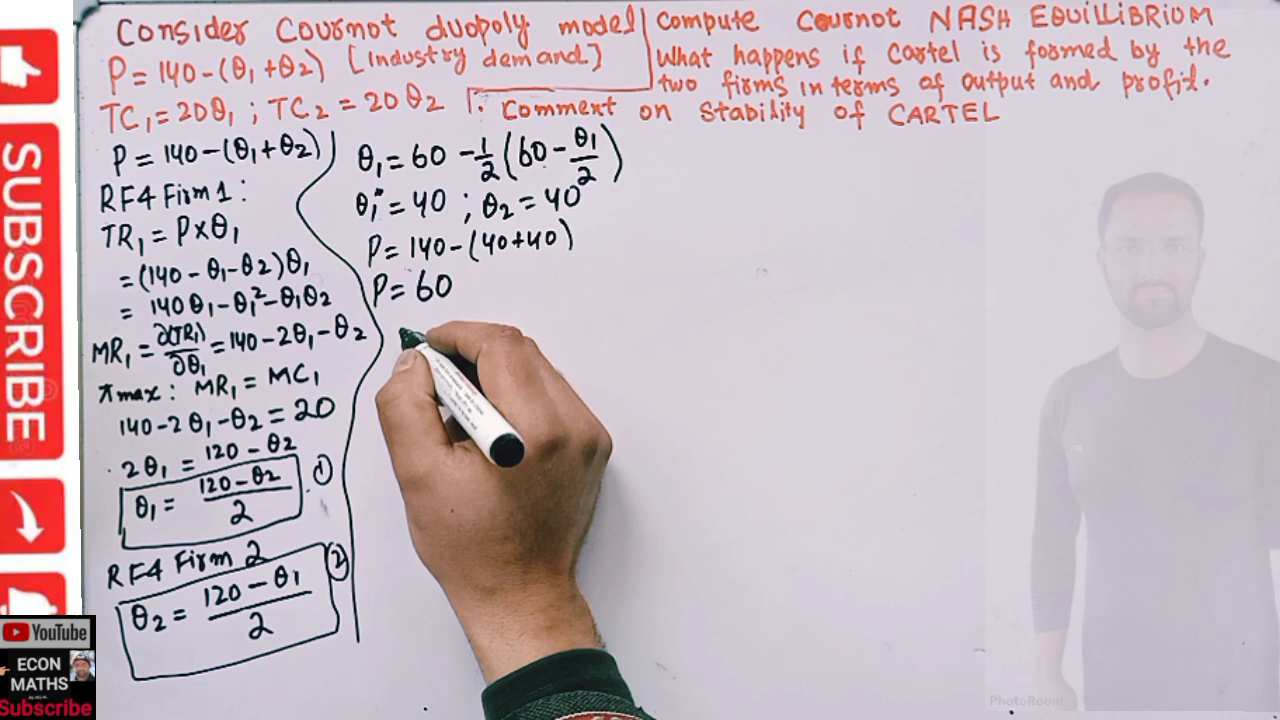 Consider Cournot duopoly model
P = 140 - (θ1 + θ2) [Industry demand]
TC1 = 20θ1 ; TC2 = 20θ2
Compute Cournot NASH EQUILIBRIUM
What happens if Cartel is formed by the
two firms in terms of output and profit.
Comment on Stability of CARTEL
P = 140 - (θ1 + θ2)
RF4 Firm 1 :
TR1 = P×θ1
= (140 - θ1 - θ2)θ1
= 140θ1 - θ1² - θ1θ2
MR1 = ∂(TR1)/∂θ1 = 140 - 2θ1 - θ2
πmax : MR1 = MC1
140 - 2θ1 - θ2 = 20
2θ1 = 120 - θ2
θ1 = (120 - θ2)/2 ①
RF4 Firm 2
θ2 = (120 - θ1)/2 ②
θ1 = 60 - 1/2(60 - θ1/2)
θ1* = 40 ; θ2 = 40
P = 140 - (40+40)
P = 60
SUBSCRIBE
YouTube
ECON
MATHS
Subscribe
PhotoRoom